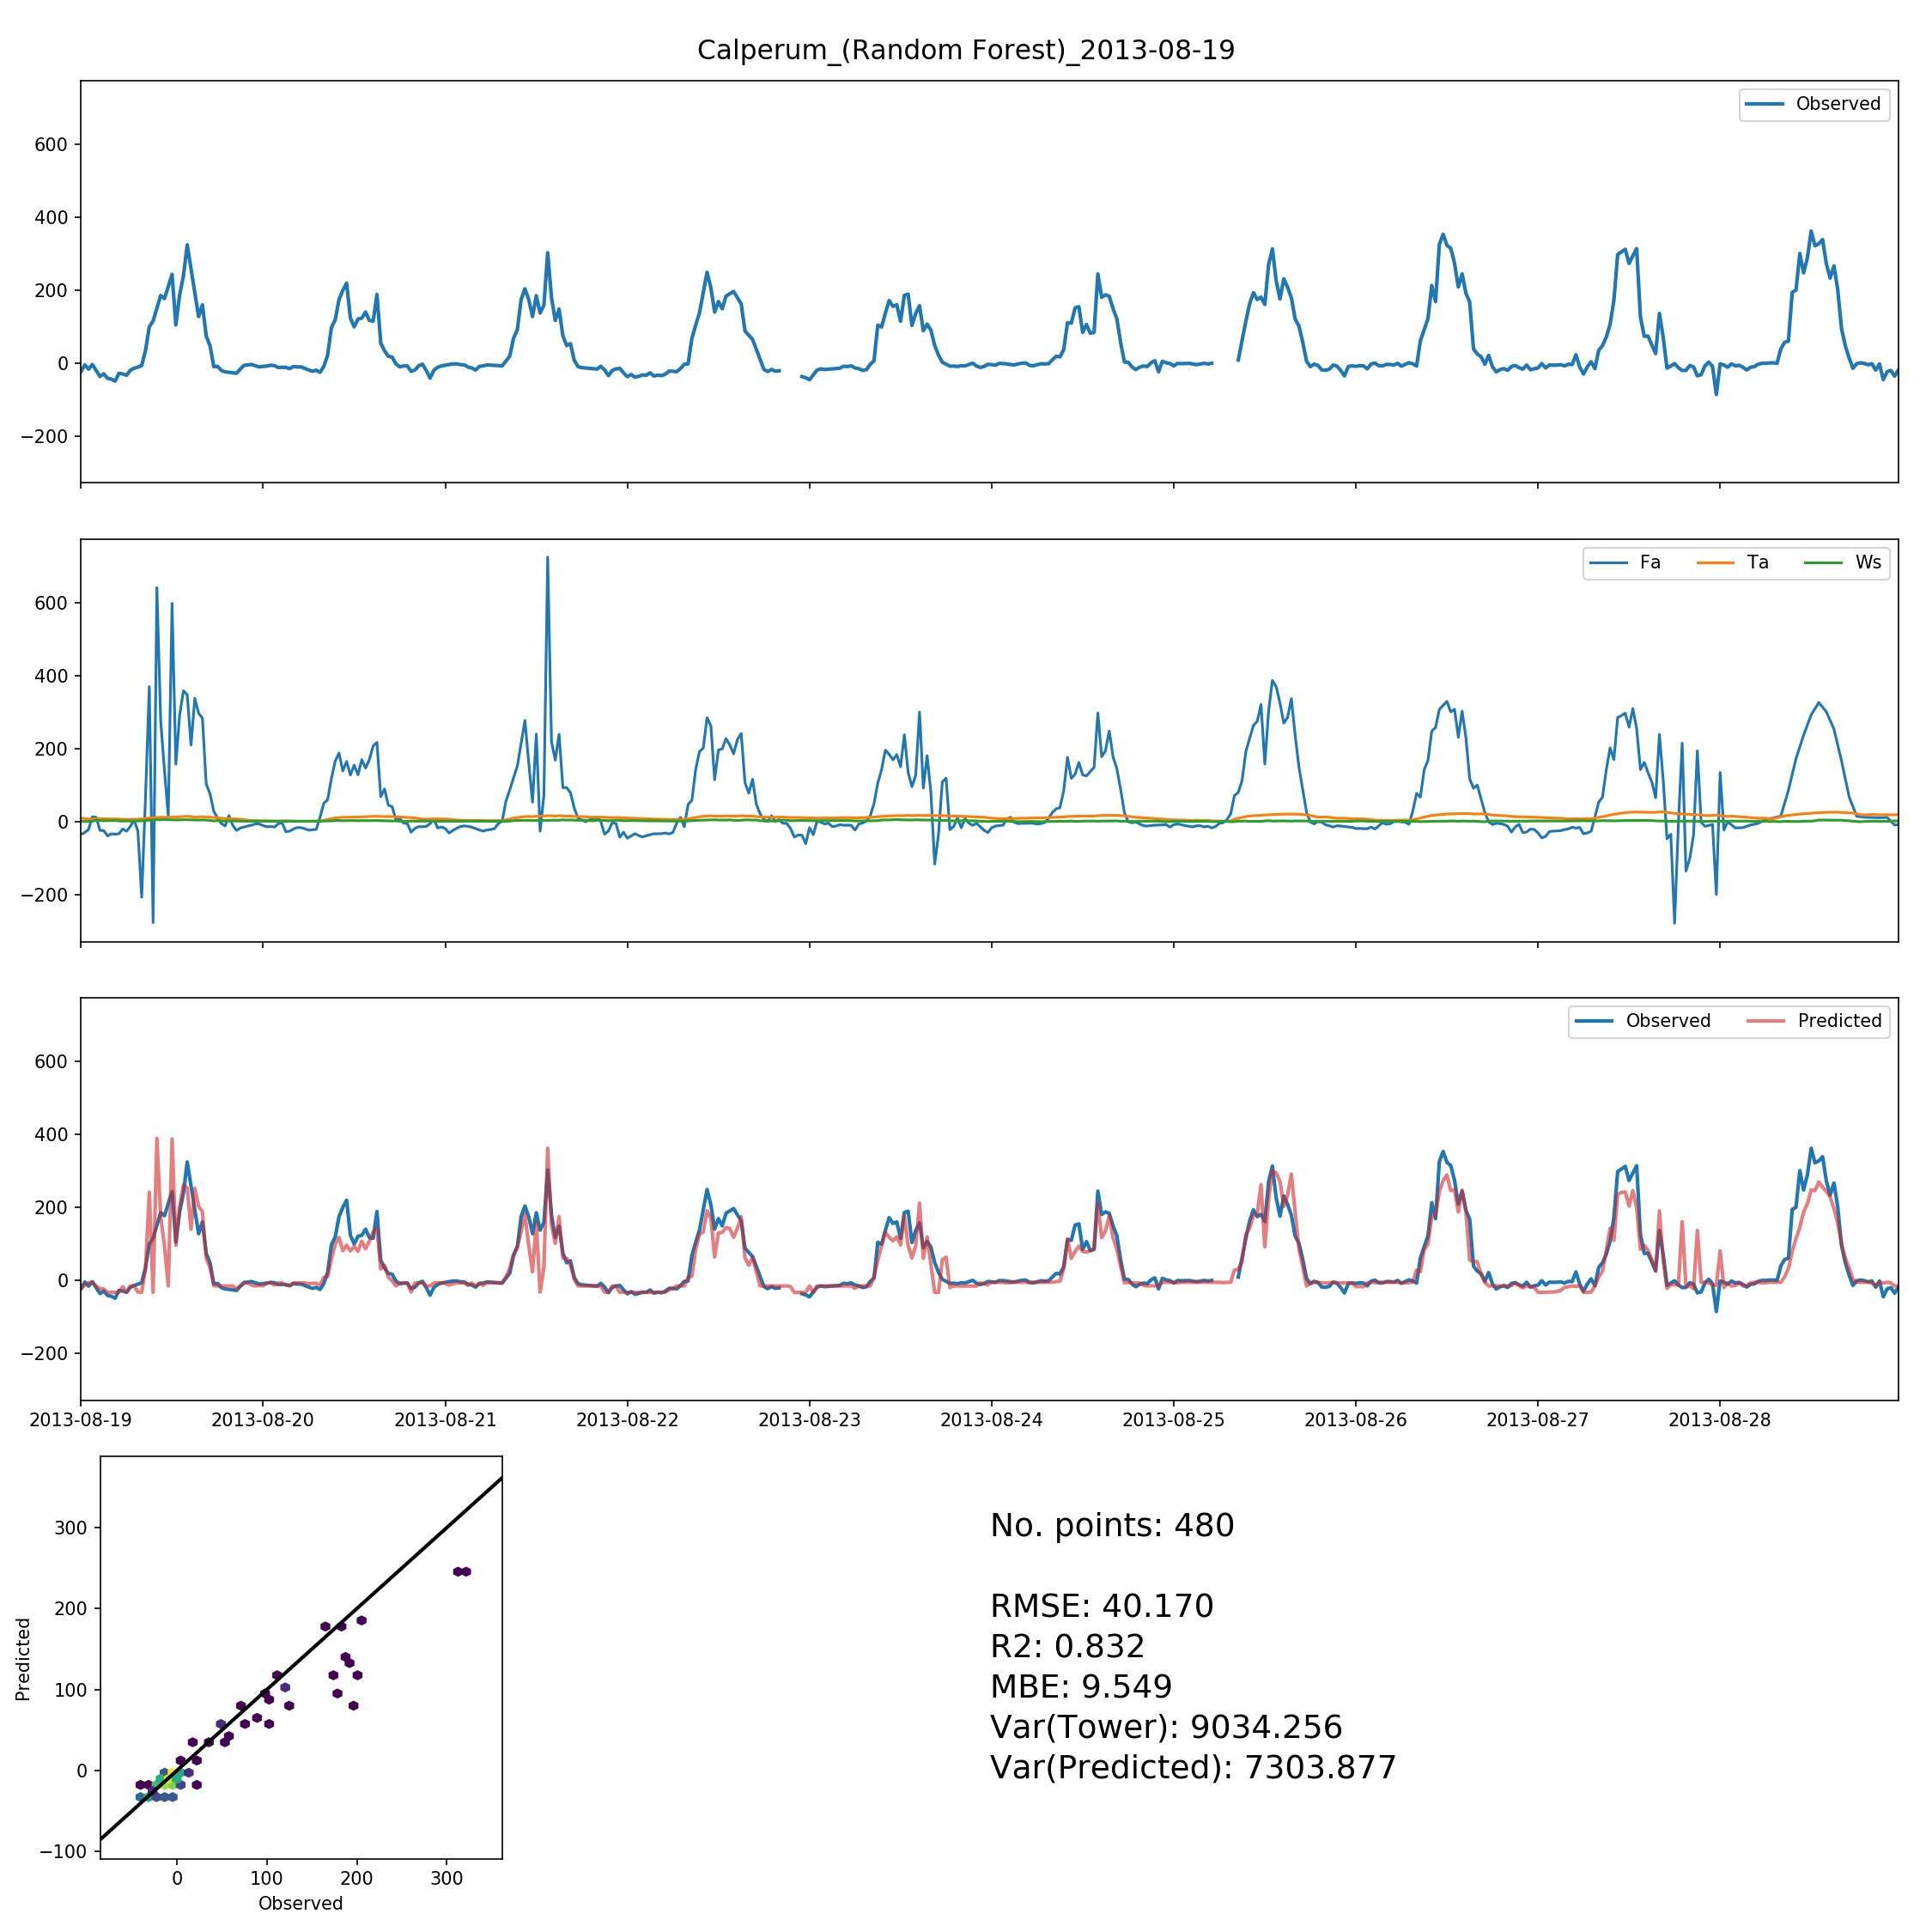 Calperum_(Random Forest)_2013-08-19
Observed
600
400
200
0
−200
Fa Ta Ws
600
400
200
0
−200
Observed Predicted
600
400
200
0
−200
2013-08-19 2013-08-20 2013-08-21 2013-08-22 2013-08-23 2013-08-24 2013-08-25 2013-08-26 2013-08-27 2013-08-28
Predicted
300
200
100
0
−100
0 100 200 300
Observed
No. points: 480
RMSE: 40.170
R2: 0.832
MBE: 9.549
Var(Tower): 9034.256
Var(Predicted): 7303.877